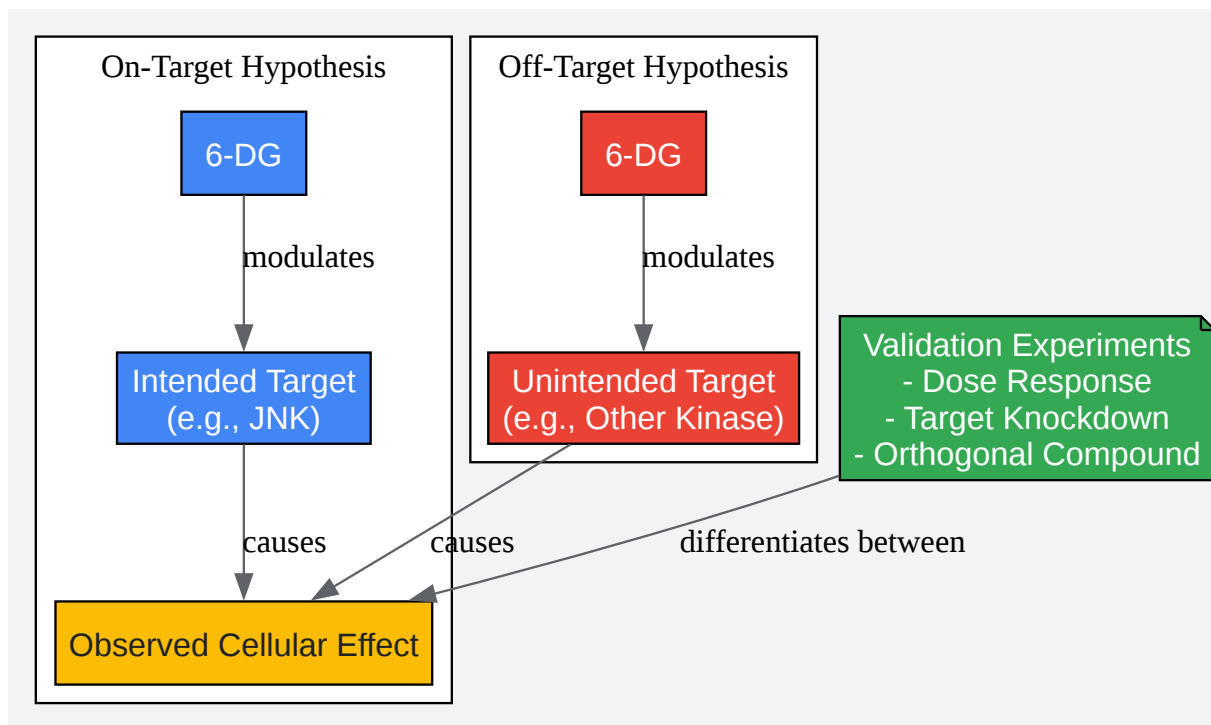 On-Target Hypothesis
Off-Target Hypothesis
6-DG
6-DG
modulates
modulates
Intended Target
(e.g., JNK)
Unintended Target
(e.g., Other Kinase)
Validation Experiments
- Dose Response
- Target Knockdown
- Orthogonal Compound
causes
causes
differentiates between
Observed Cellular Effect